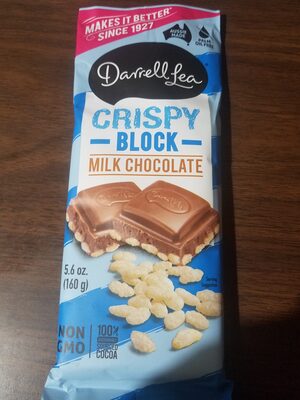 MAKES IT BETTER
SINC£ 1927
AUSSIE
MADE
PALM
OIL FREE
Darrell Lea
CRISPY
BLOCK
MILK CHOCOLATE
5.6 oz.
(160 g)
NON
GMO
100%
COCOA